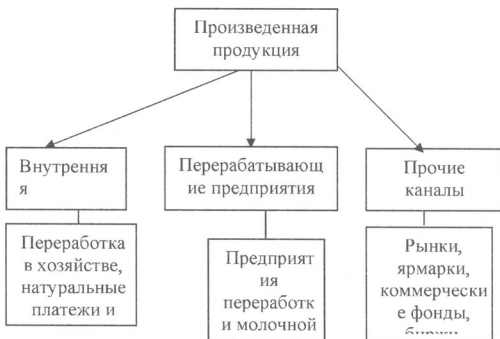 Произведенная
продукция
Внутрення
я
Перерабатывающ
ие предприятия
Прочие
каналы
Переработка
в хозяйстве,
натуральные
платежи и
Предприят
ия
переработк
и молочной
Рынки,
ярмарки,
коммерчески
е фонды,
биржи